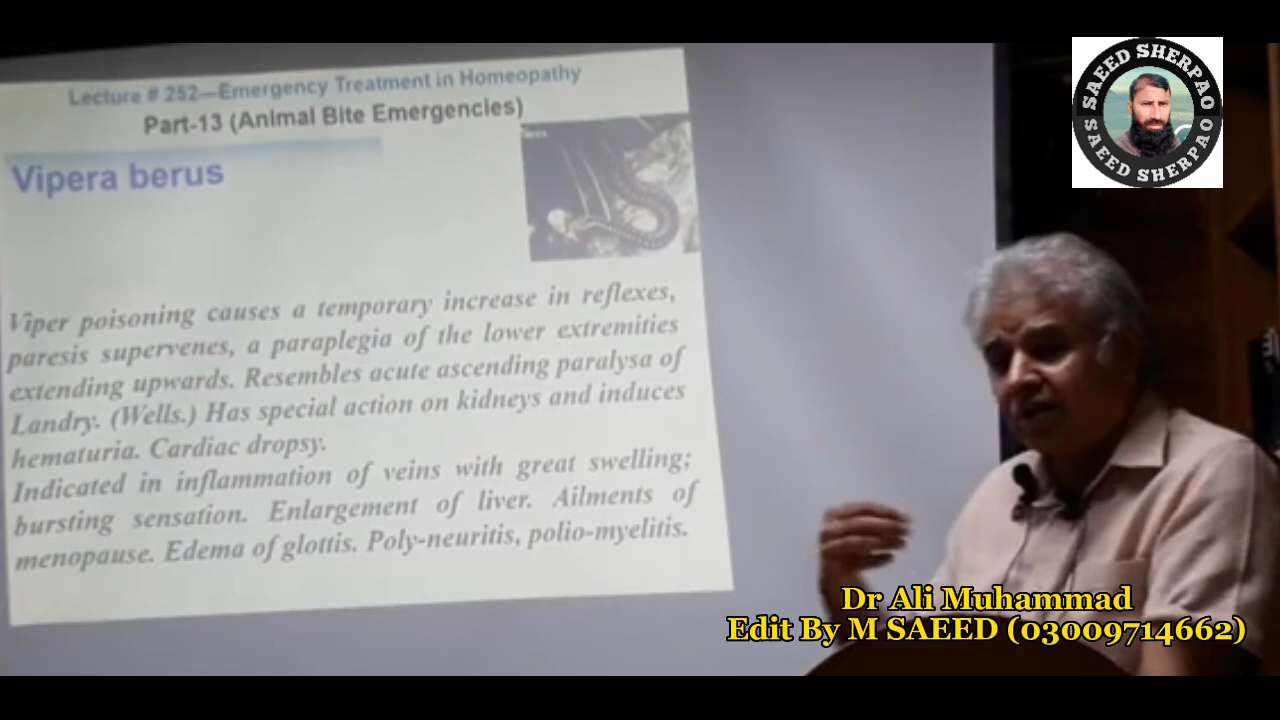 Lecture # 252—Emergency Treatment in Homeopathy
Part-13 (Animal Bite Emergencies)
Vipera berus
Viper poisoning causes a temporary increase in reflexes,
paresis supervenes, a paraplegia of the lower extremities
extending upwards. Resembles acute ascending paralysa of
Landry. (Wells.) Has special action on kidneys and induces
hematuria. Cardiac dropsy.
Indicated in inflammation of veins with great swelling;
bursting sensation. Enlargement of liver. Ailments of
menopause. Edema of glottis. Poly-neuritis, polio-myelitis.
SAEED SHERPAO
SAEED SHERPAO
Dr Ali Muhammad
Edit By M SAEED (03009714662)